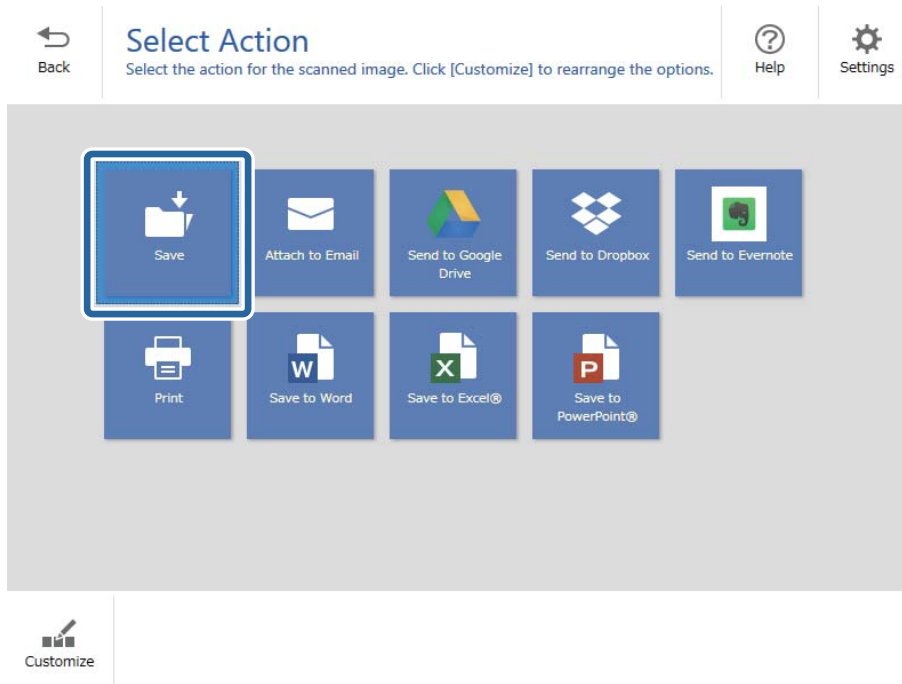 Back
Select Action
Select the action for the scanned image. Click [Customize] to rearrange the options.
Help
Settings
Save
Attach to Email
Send to Google
Drive
Send to Dropbox
Send to Evernote
Print
W
Save to Word
X
Save to Excel®
P
Save to
PowerPoint®
Customize